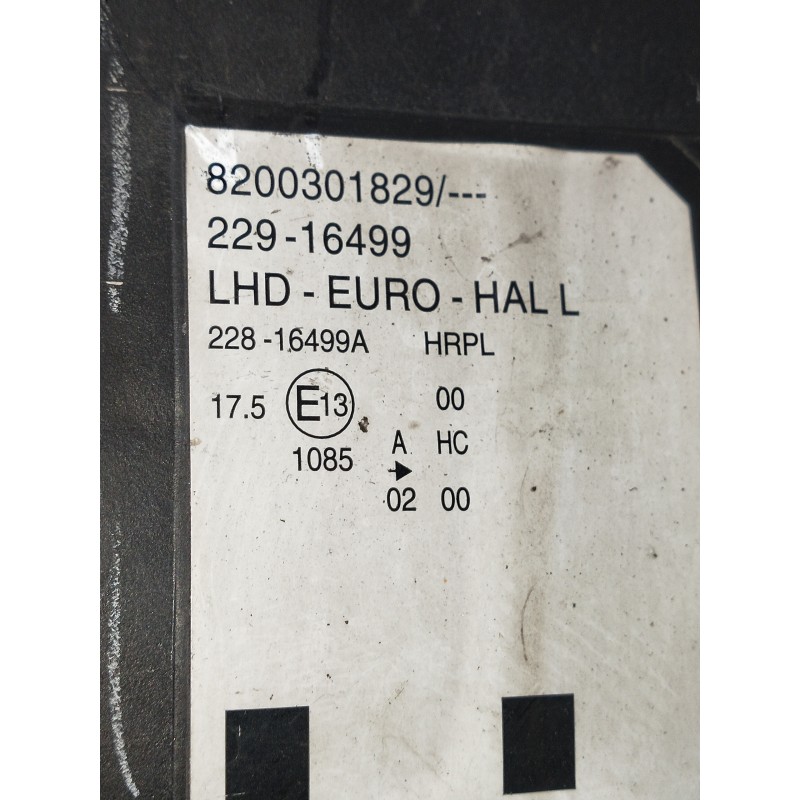 8200301829/---
229-16499
LHD - EURO - HAL L
228-16499A HRPL
17.5 E13 00
1085 A HC
→
02 00